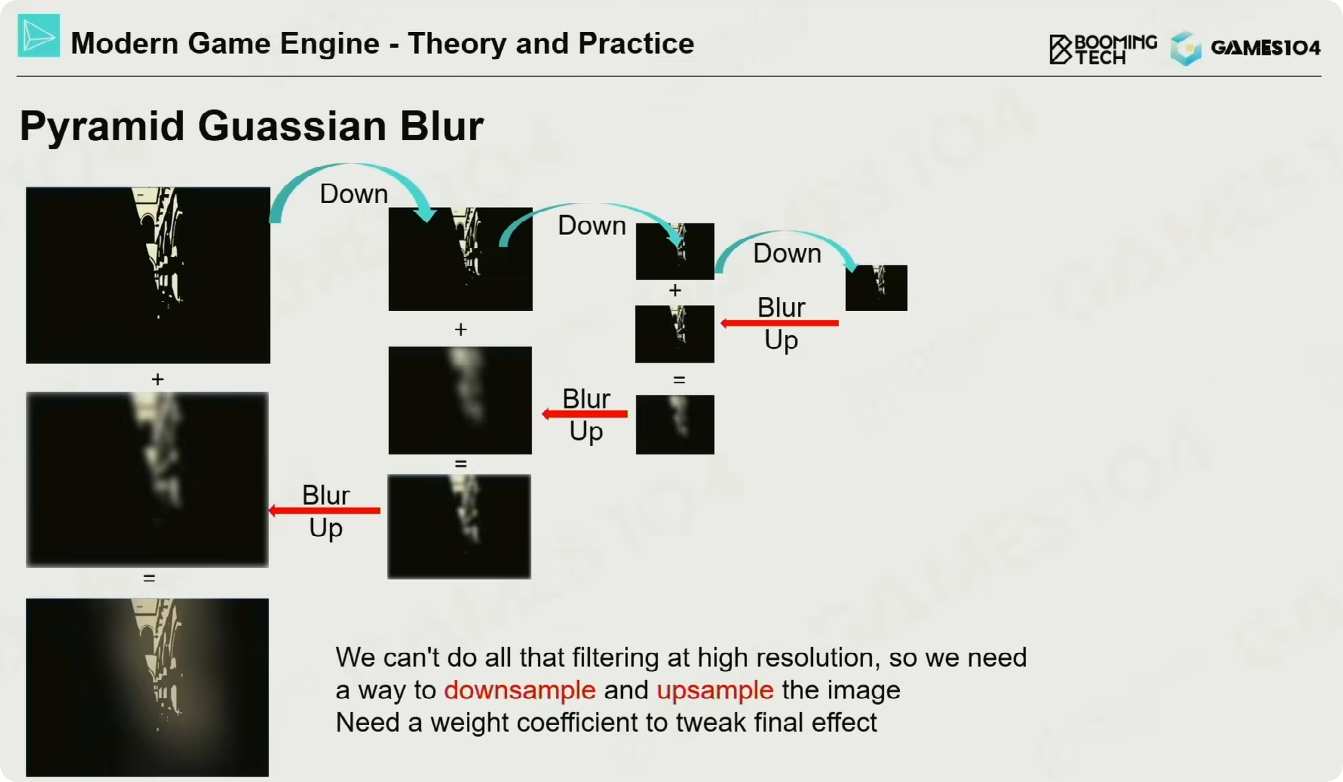 Modern Game Engine - Theory and Practice
BOOMING
TECH
GAMES104
Pyramid Guassian Blur
Down
Down
Down
+
+
+
Blur
Up
=
Blur
Up
=
Blur
Up
=
We can't do all that filtering at high resolution, so we need
a way to downsample and upsample the image
Need a weight coefficient to tweak final effect